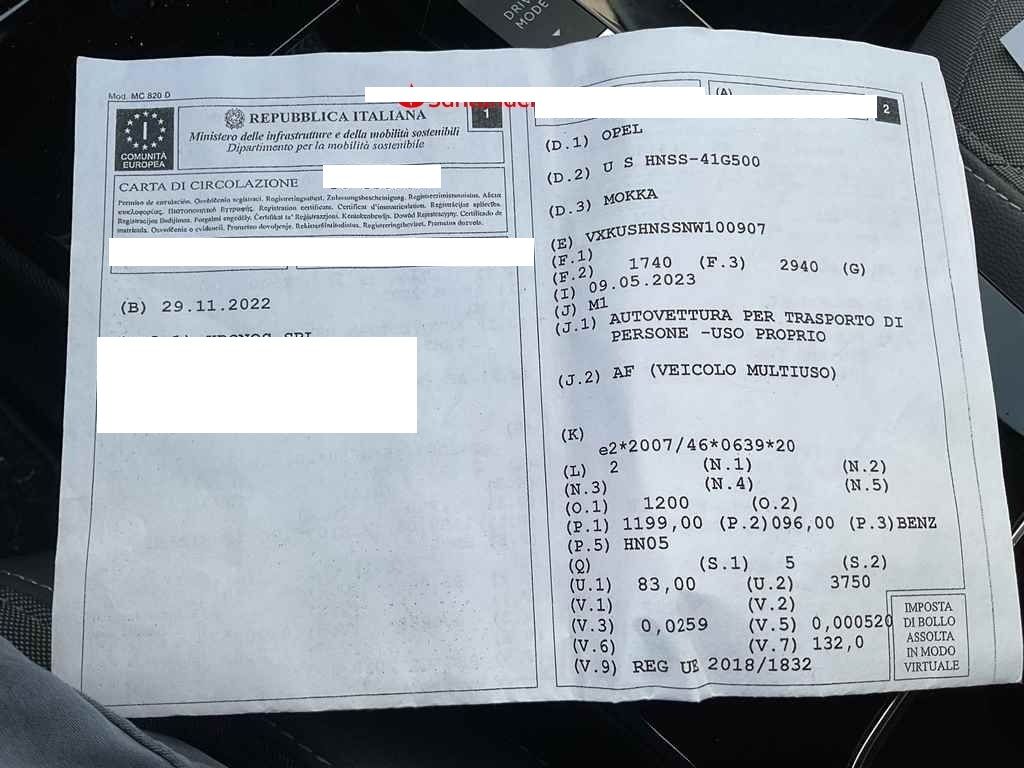 DRIVE
MODE
Mod. MC 820 D
I
COMUNITÀ
EUROPEA
REPUBBLICA ITALIANA
Ministero delle infrastrutture e della mobilità sostenibili
Dipartimento per la mobilità sostenibile
1
CARTA DI CIRCOLAZIONE
(B) 29.11.2022
Santander
(A)
2
(D.1) OPEL
(D.2) U S HNSS-41G500
(D.3) MOKKA
(E) VXKUSHNSSNW100907
(F.1)
(F.2) 1740 (F.3) 2940 (G)
(I) 09.05.2023
(J) M1
(J.1) AUTOVETTURA PER TRASPORTO DI
PERSONE -USO PROPRIO
(J.2) AF (VEICOLO MULTIUSO)
(K)
e2*2007/46*0639*20
(L) 2 (N.1) (N.2)
(N.3) (N.4) (N.5)
(O.1) 1200 (O.2)
(P.1) 1199,00 (P.2)096,00 (P.3)BENZ
(P.5) HN05
(Q) (S.1) 5 (S.2)
(U.1) 83,00 (U.2) 3750
(V.1) (V.2)
(V.3) 0,0259 (V.5) 0,000520
(V.6) (V.7) 132,0
(V.9) REG UE 2018/1832
IMPOSTA
DI BOLLO
ASSOLTA
IN MODO
VIRTUALE